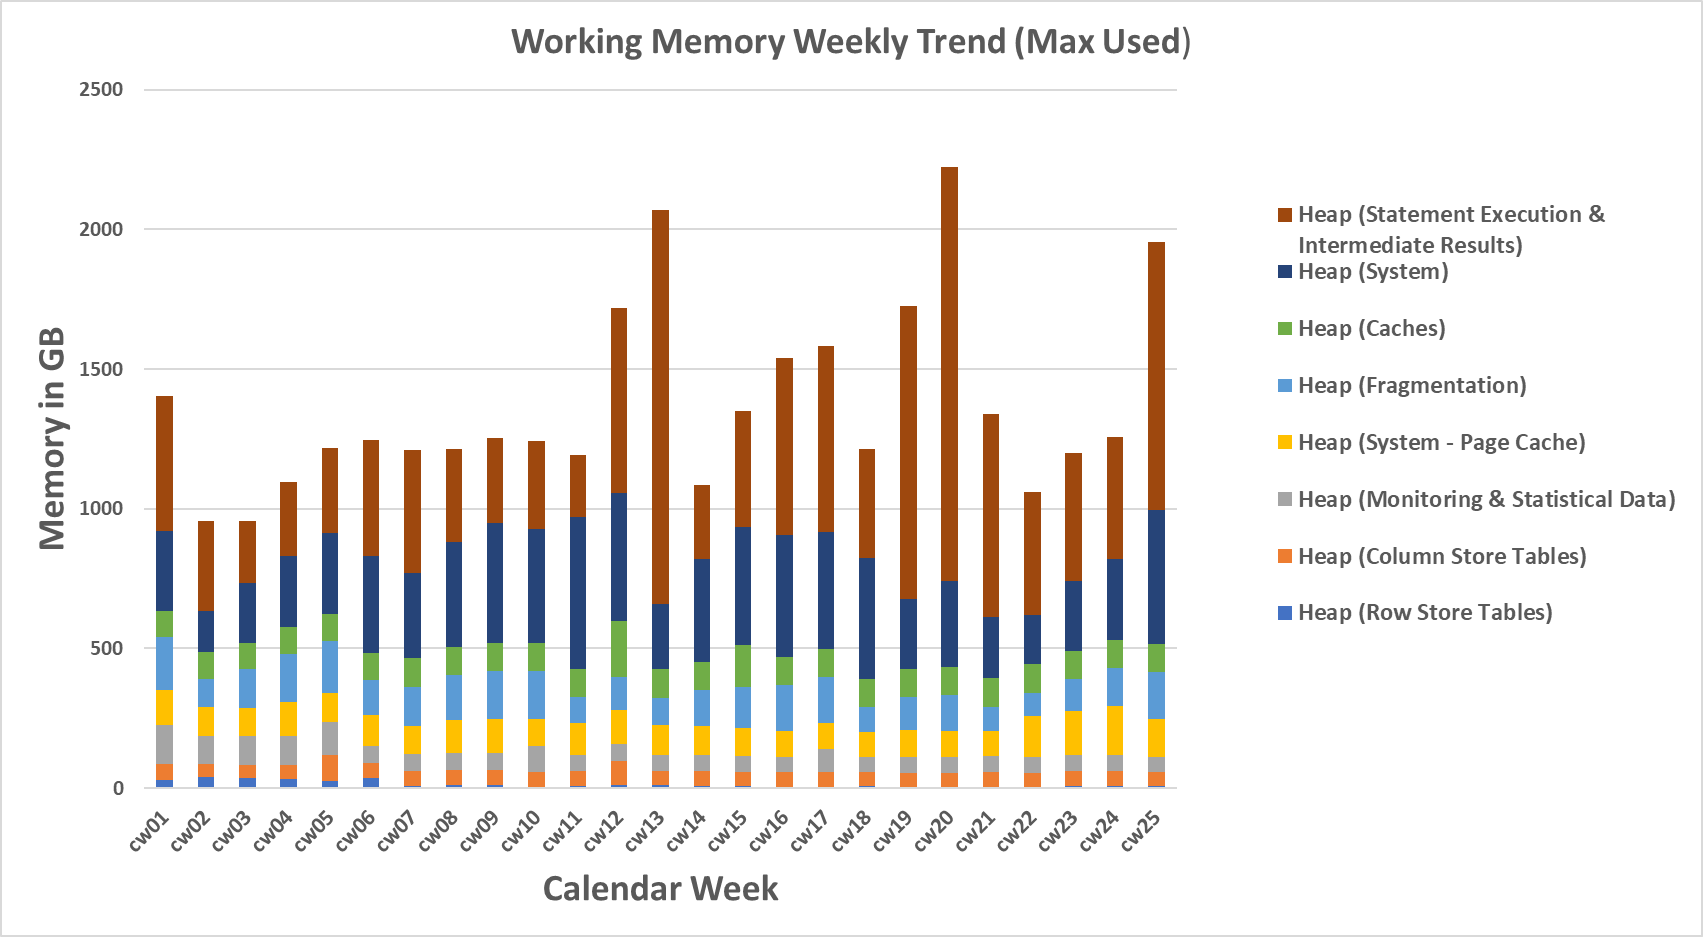 Working Memory Weekly Trend (Max Used)
2500
2000
1500
1000
500
0
Memory in GB
cw01
cw02
cw03
cw04
cw05
cw06
cw07
cw08
cw09
cw10
cw11
cw12
cw13
cw14
cw15
cw16
cw17
cw18
cw19
cw20
cw21
cw22
cw23
cw24
cw25
Calendar Week
Heap (Statement Execution &
Intermediate Results)
Heap (System)
Heap (Caches)
Heap (Fragmentation)
Heap (System - Page Cache)
Heap (Monitoring & Statistical Data)
Heap (Column Store Tables)
Heap (Row Store Tables)